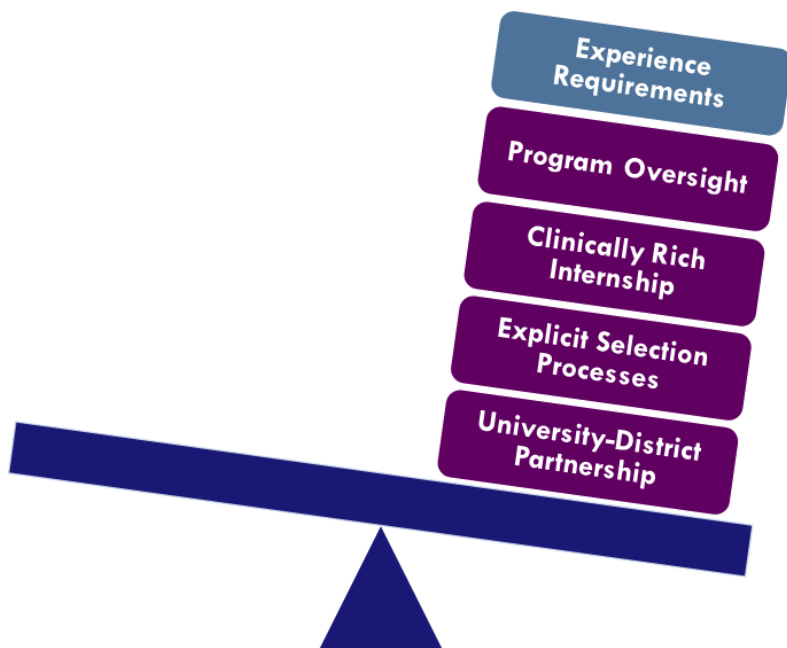 Experience
Requirements
Program Oversight
Clinically Rich
Internship
Explicit Selection
Processes
University-District
Partnership